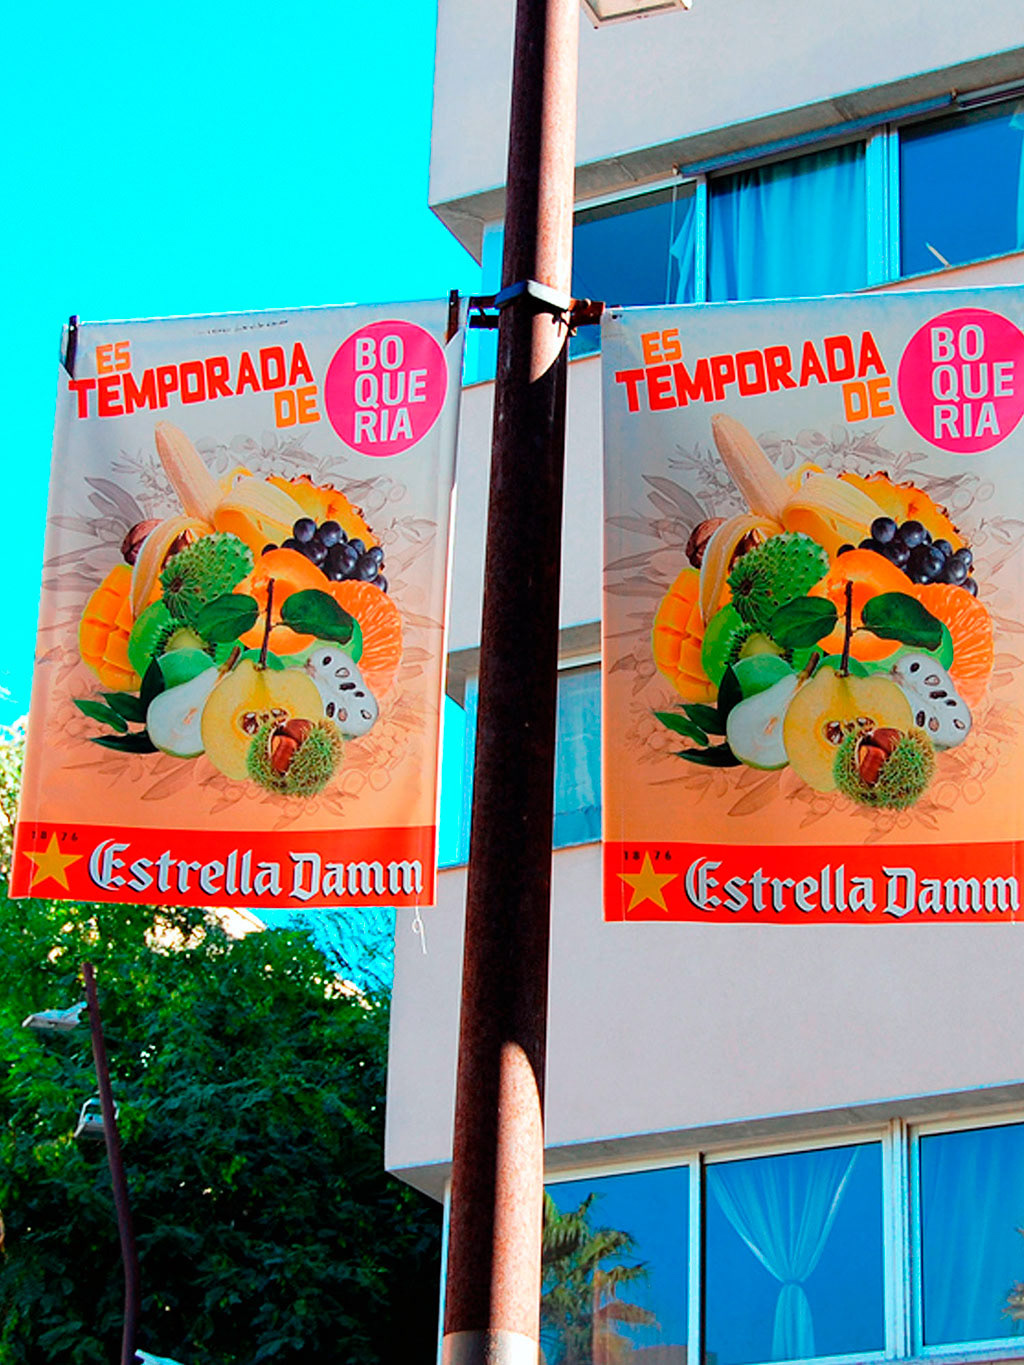 ES
TEMPORADA
DE
BO
QUE
RIA
1876
Estrella Damm
ES
TEMPORADA
DE
BO
QUE
RIA
1876
Estrella Damm